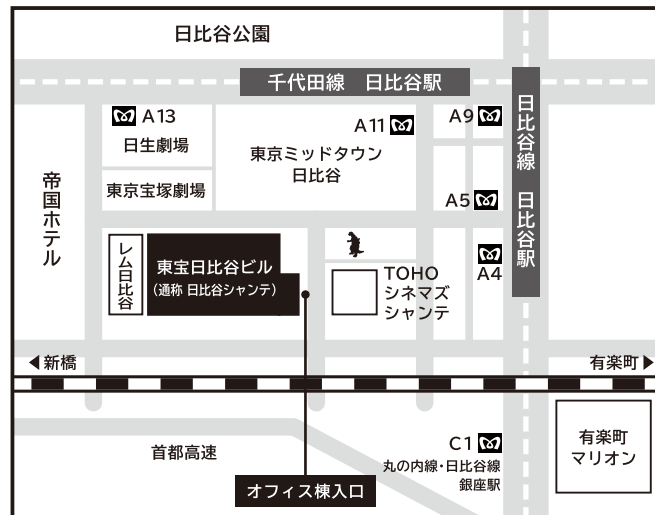 日比谷公園
千代田線　日比谷駅
日比谷線　日比谷駅
A13
日生劇場
A11
A9
東京ミッドタウン
日比谷
帝国ホテル
東京宝塚劇場
A5
レム日比谷
東宝日比谷ビル
（通称 日比谷シャンテ）
TOHO
シネマズ
シャンテ
A4
新橋
有楽町
首都高速
C1
丸の内線・日比谷線
銀座駅
有楽町
マリオン
オフィス棟入口